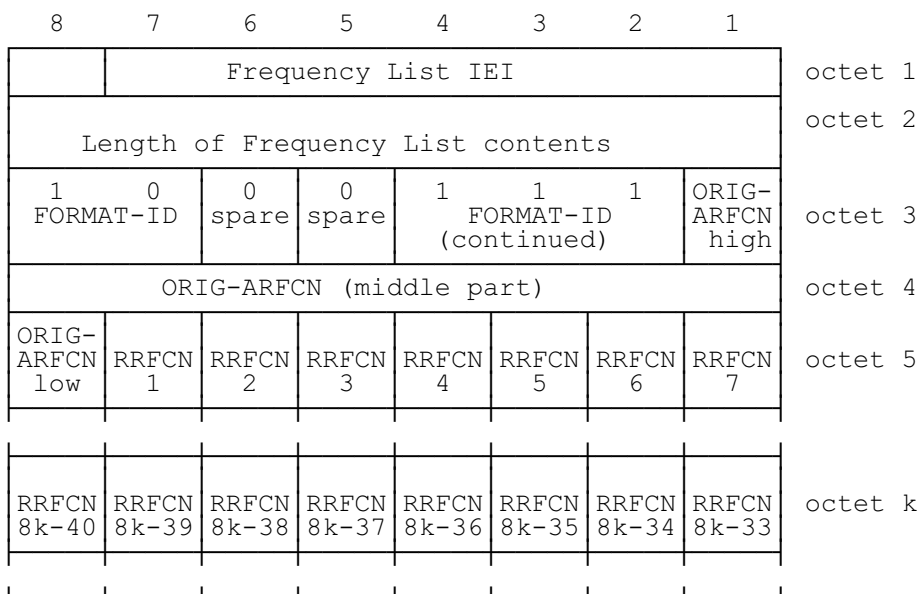 8 7 6 5 4 3 2 1
Frequency List IEI octet 1
octet 2
Length of Frequency List contents
1 0 0 0 1 1 1 ORIG-
FORMAT-ID spare spare FORMAT-ID ARFCN octet 3
(continued) high
ORIG-ARFCN (middle part) octet 4
ORIG-
ARFCN RRFCN RRFCN RRFCN RRFCN RRFCN RRFCN RRFCN octet 5
low 1 2 3 4 5 6 7
RRFCN RRFCN RRFCN RRFCN RRFCN RRFCN RRFCN RRFCN octet k
8k-40 8k-39 8k-38 8k-37 8k-36 8k-35 8k-34 8k-33